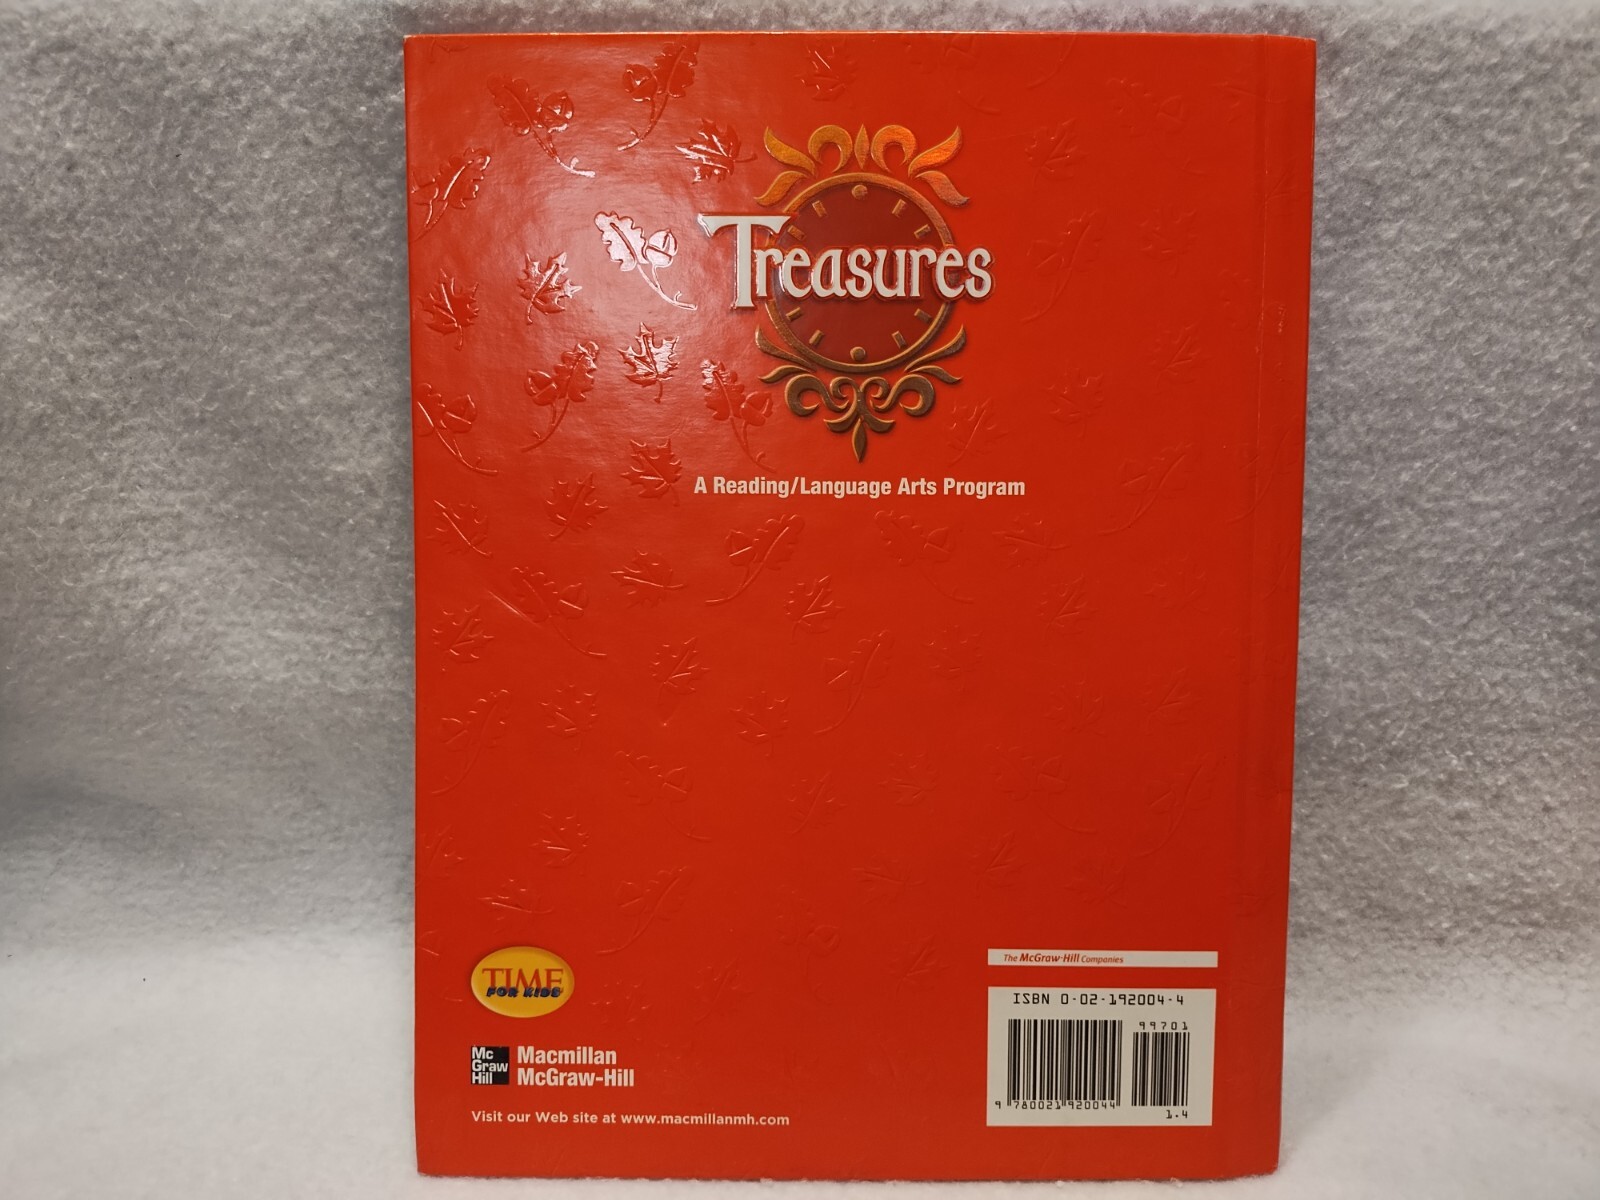 Treasures
A Reading/Language Arts Program
TIME
FOR KIDS
Mc
Graw
Hill
Macmillan
McGraw-Hill
Visit our Web site at www.macmillanmh.com
The McGraw·Hill Companies
ISBN 0-02-192004-4
99701
9 780021 920044
1.4